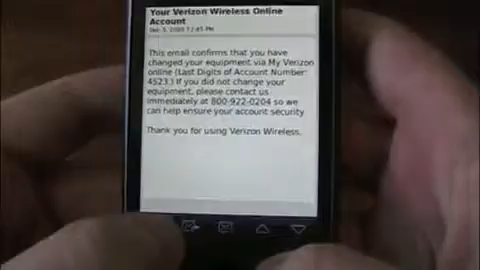 Your Verizon Wireless Online
Account
This email confirms that you have
changed your equipment via My Verizon
online (Last Digits of Account Number:
4523.) If you did not change your
equipment, please contact us
immediately at 800-922-0204 so we
can help ensure your account security.
Thank you for using Verizon Wireless.